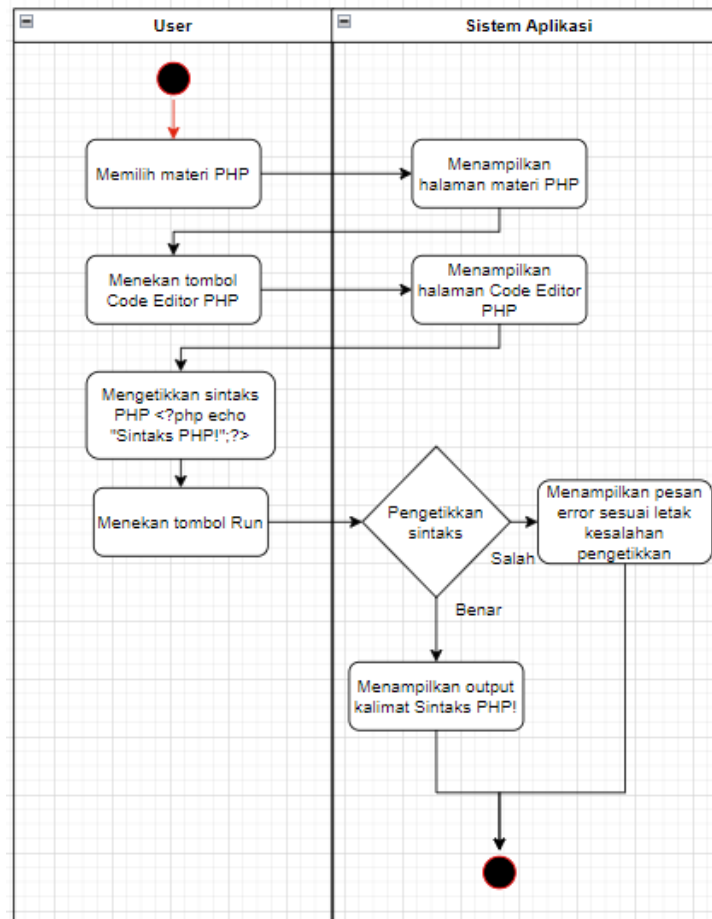 User
Sistem Aplikasi
Memilih materi PHP
Menampilkan
halaman materi PHP
Menekan tombol
Code Editor PHP
Menampilkan
halaman Code Editor
PHP
Mengetikkan sintaks
PHP <?php echo
"Sintaks PHP!";?>
Menekan tombol Run
Pengetikkan
sintaks
Salah
Menampilkan pesan
error sesuai letak
kesalahan
pengetikkan
Benar
Menampilkan output
kalimat Sintaks PHP!